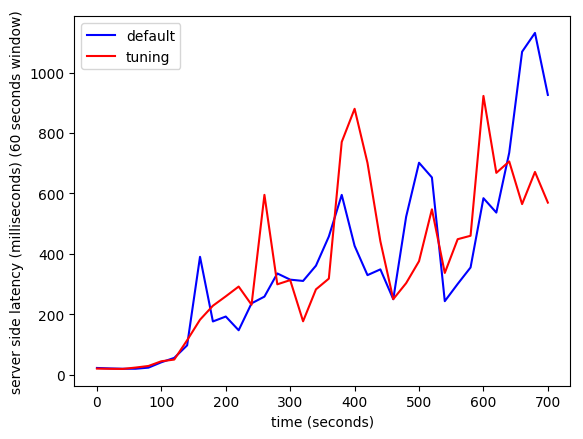 default
tuning
server side latency (milliseconds) (60 seconds window)
1000
800
600
400
200
0
0 100 200 300 400 500 600 700
time (seconds)